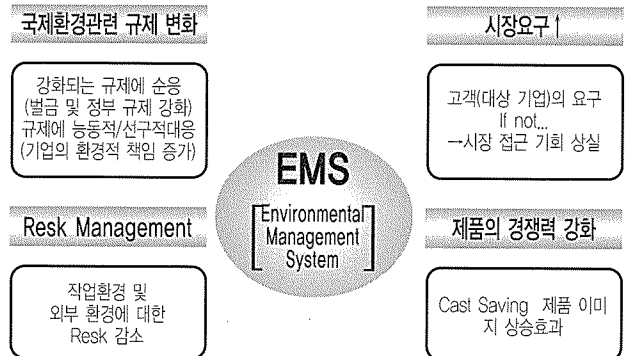 국제환경관련 규제 변화
강화되는 규제에 순응
(벌금 및 정부 규제 강화)
규제에 능동적/선구적대응
(기업의 환경적 책임 증가)
시장요구↑
고객(대상 기업)의 요구
If not...
→시장 접근 기회 상실
EMS
[Environmental
Management
System]
Resk Management
작업환경 및
외부 환경에 대한
Resk 감소
제품의 경쟁력 강화
Cast Saving 제품 이미
지 상승효과